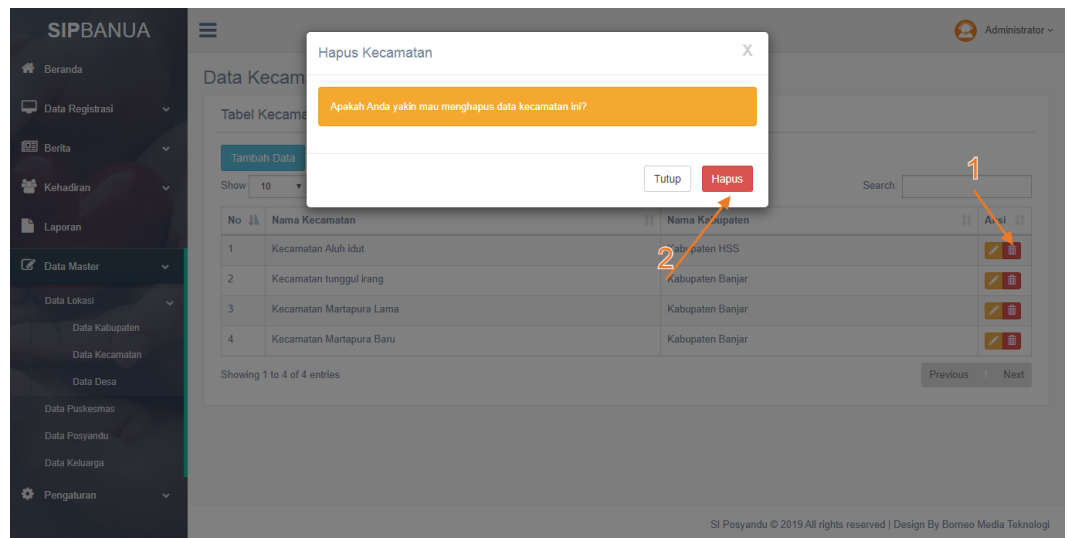 SIPBANUA
Administrator
Beranda
Data Registrasi
Berita
Kehadiran
Laporan
Data Master
Data Lokasi
Data Kabupaten
Data Kecamatan
Data Desa
Data Puskesmas
Data Posyandu
Data Keluarga
Pengaturan
Hapus Kecamatan X
Apakah Anda yakin mau menghapus data kecamatan ini?
Tutup Hapus
Data Kecam
Tabel Kecama
Tambah Data
Show 10 Search:
1
2
No Nama Kecamatan Nama Kabupaten Aksi
1 Kecamatan Aluh Idut Kabupaten HSS
2 Kecamatan tunggul irang Kabupaten Banjar
3 Kecamatan Martapura Lama Kabupaten Banjar
4 Kecamatan Martapura Baru Kabupaten Banjar
Showing 1 to 4 of 4 entries Previous 1 Next
SI Posyandu © 2019 All rights reserved | Design By Borneo Media Teknologi